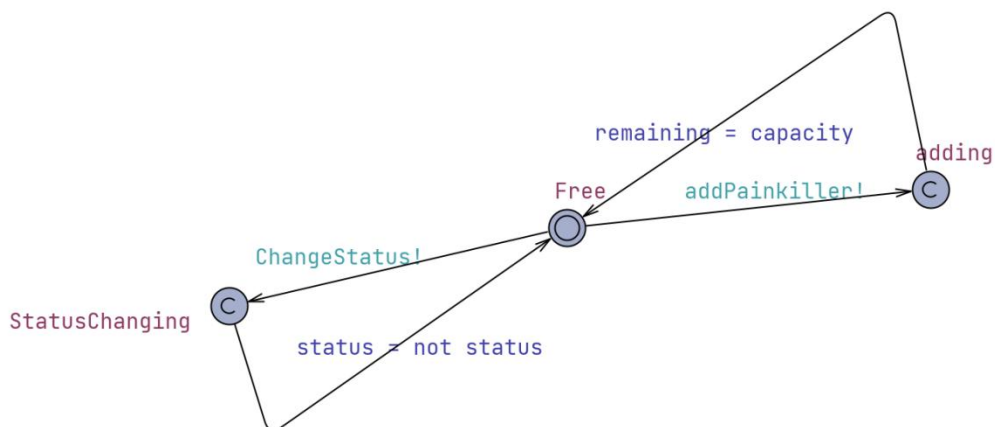 remaining = capacity
adding
Free
addPainkiller!
ChangeStatus!
C
C
StatusChanging
status = not status